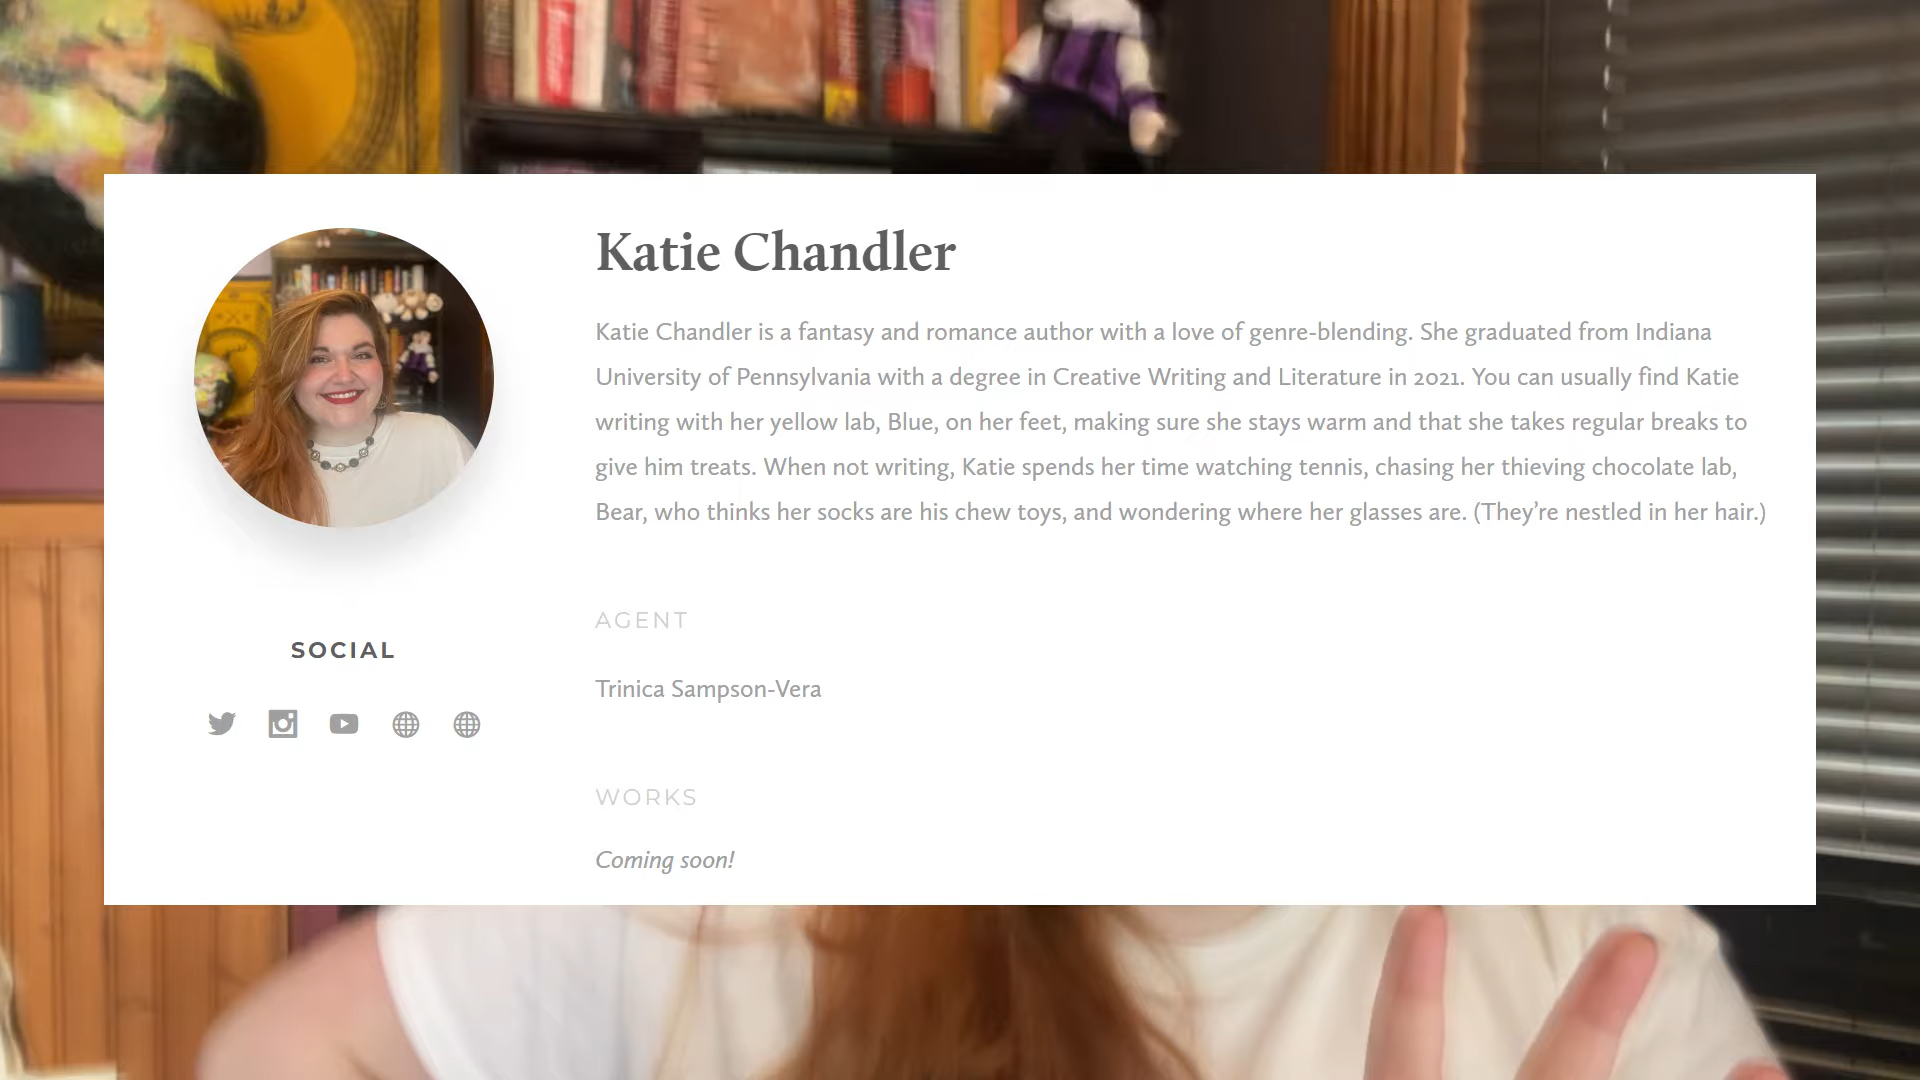 Katie Chandler
Katie Chandler is a fantasy and romance author with a love of genre-blending. She graduated from Indiana
University of Pennsylvania with a degree in Creative Writing and Literature in 2021. You can usually find Katie
writing with her yellow lab, Blue, on her feet, making sure she stays warm and that she takes regular breaks to
give him treats. When not writing, Katie spends her time watching tennis, chasing her thieving chocolate lab,
Bear, who thinks her socks are his chew toys, and wondering where her glasses are. (They’re nestled in her hair.)
SOCIAL
AGENT
Trinica Sampson-Vera
WORKS
Coming soon!